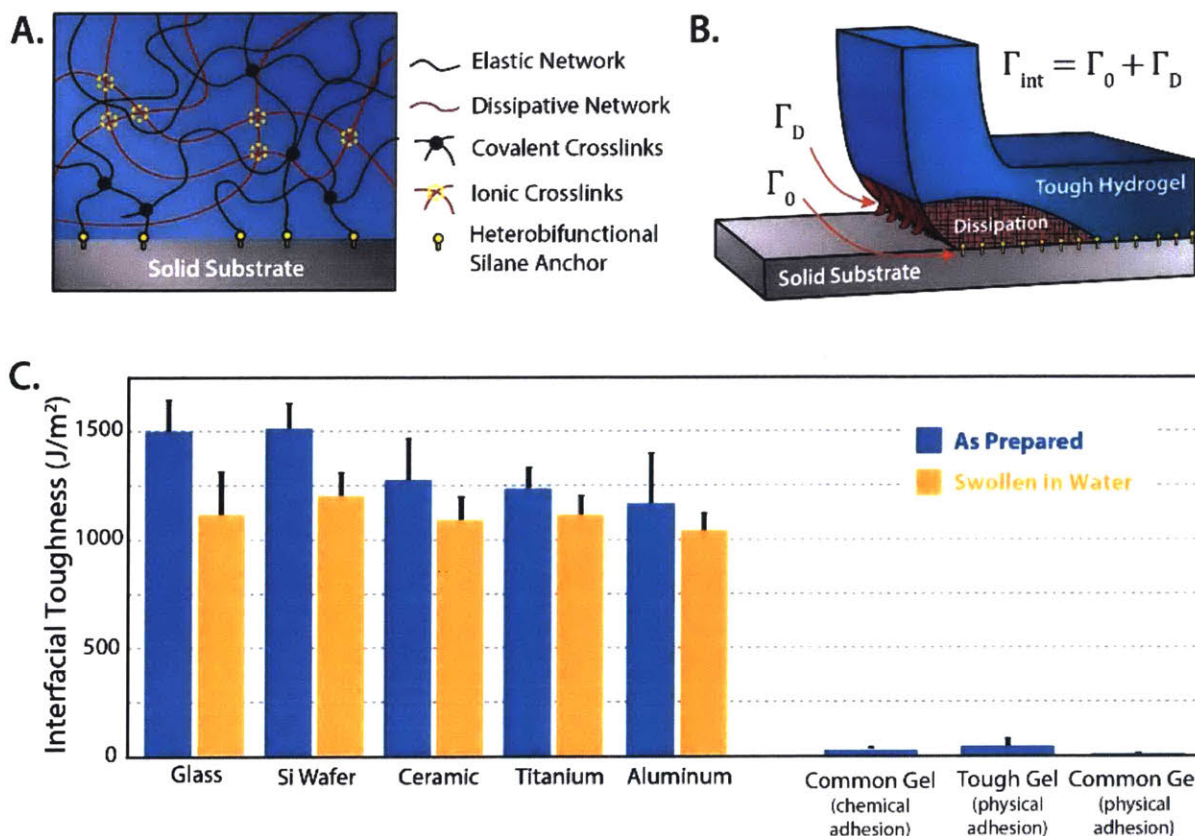 A.
Elastic Network
Dissipative Network
Covalent Crosslinks
Ionic Crosslinks
Heterobifunctional
Silane Anchor
Solid Substrate
B.
Γint = Γ0 + ΓD
ΓD
Γ0
Tough Hydrogel
Dissipation
Solid Substrate
C.
Interfacial Toughness (J/m²)
1500
1000
500
0
As Prepared
Swollen in Water
Glass Si Wafer Ceramic Titanium Aluminum
Common Gel Tough Gel Common Ge
(chemical (physical (physical
adhesion) adhesion) adhesion)